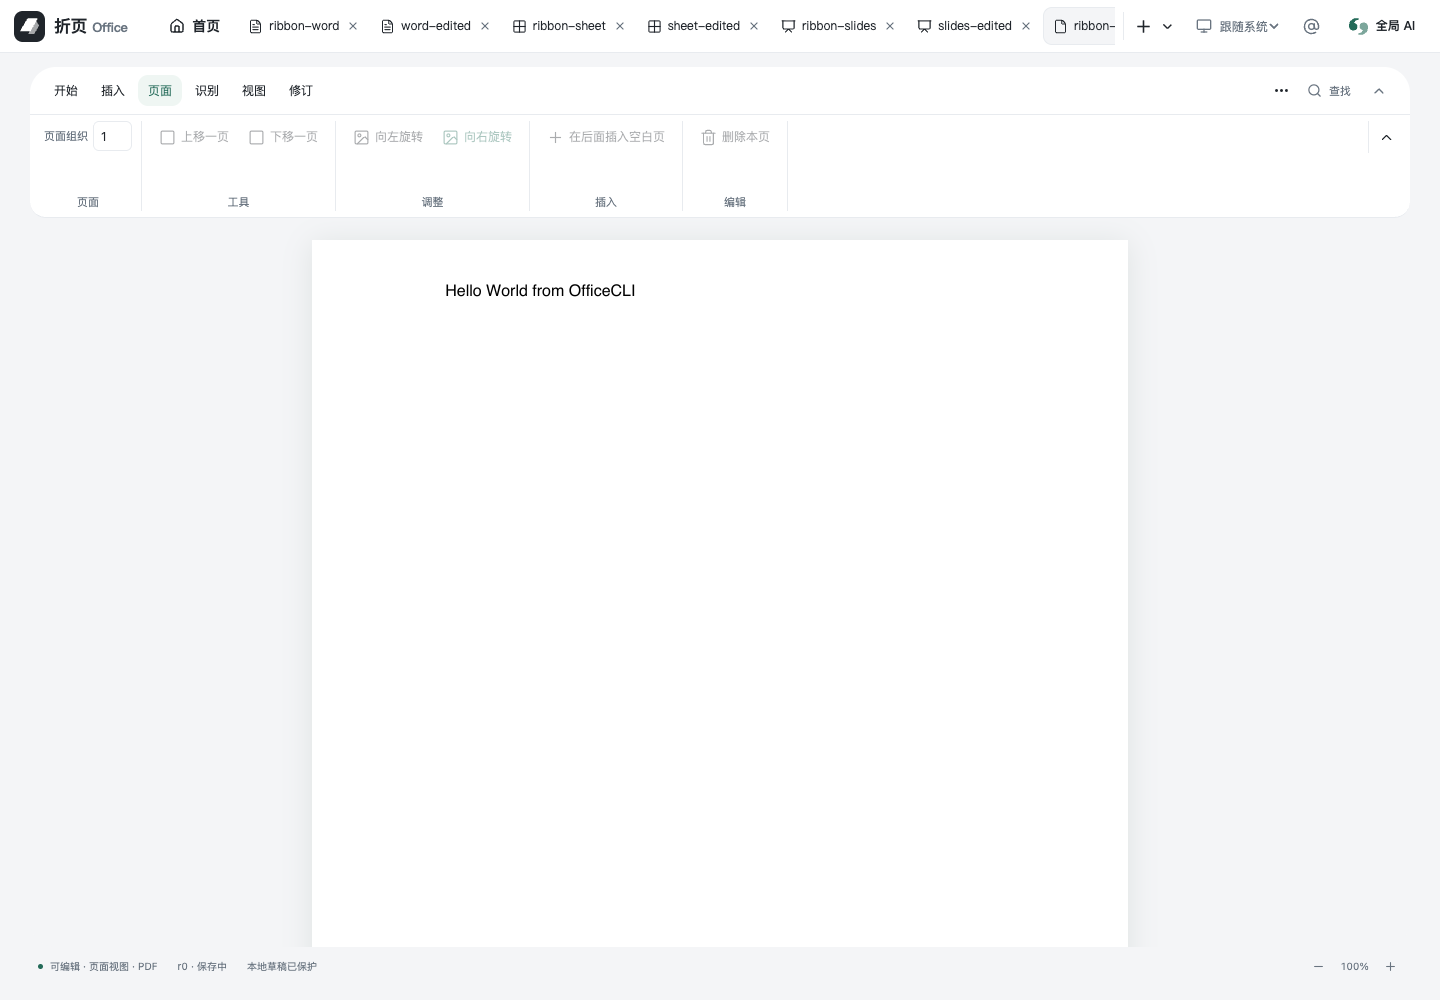 折页 Office
首页
ribbon-word
word-edited
ribbon-sheet
sheet-edited
ribbon-slides
slides-edited
ribbon-
跟随系统
全局 AI
开始
插入
页面
识别
视图
修订
查找
页面组织 1
上移一页
下移一页
向左旋转
向右旋转
在后面插入空白页
删除本页
页面
工具
调整
插入
编辑
Hello World from OfficeCLI
可编辑 · 页面视图 · PDF
r0 · 保存中
本地草稿已保护
100%